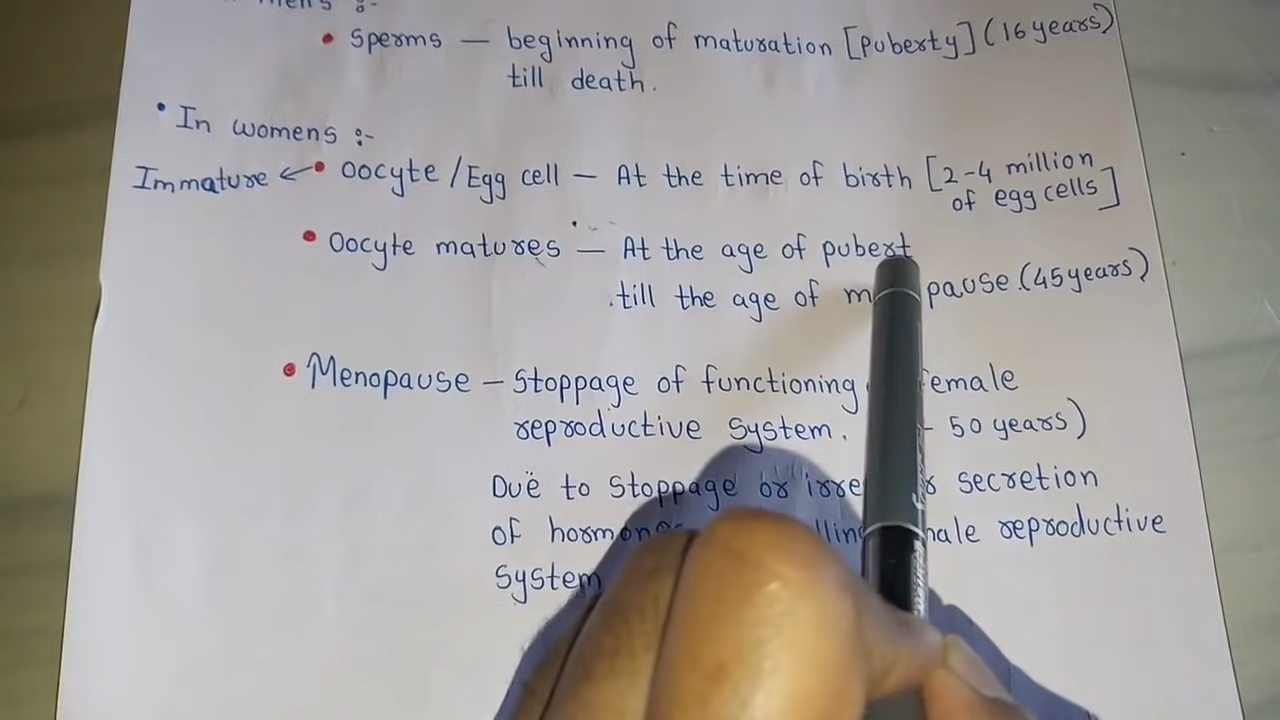 • Sperms — beginning of maturation [Puberty] (16 years)
till death.
• In womens :-
Immature ← • Oocyte / Egg cell — At the time of birth [2-4 million
of egg cells]
• Oocyte matures — At the age of pubert
till the age of m pause. (45 years)
• Menopause — Stoppage of functioning female
reproductive system. - 50 years)
Due to stoppage or irre secretion
of hormon reproductive
system